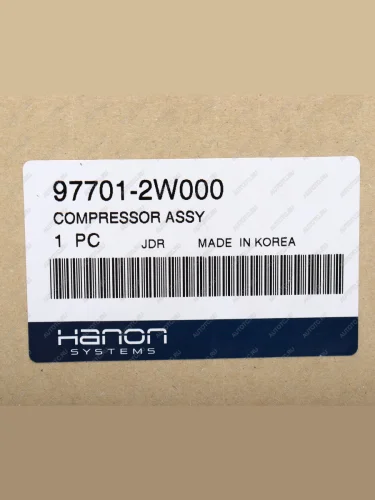 97701-2W000
COMPRESSOR ASSY
1 PC JDR MADE IN KOREA
Hanon
SYSTEMS